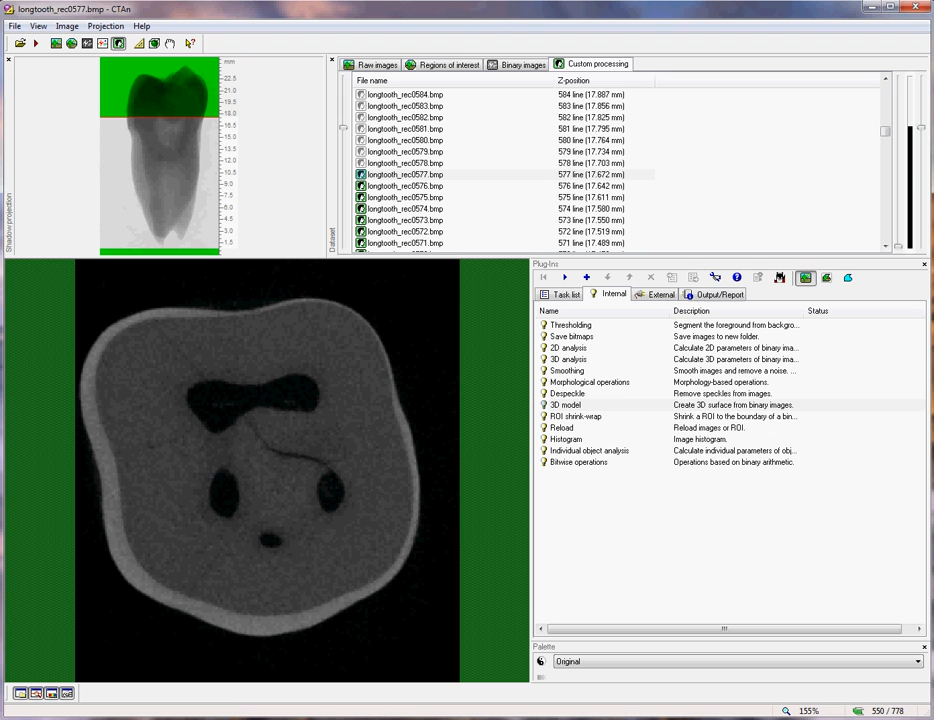 longtooth_rec0577.bmp - CTAn
File View Image Projection Help
mm
22.5
21.0
19.5
18.0
16.5
15.0
13.5
12.0
10.5
9.0
7.5
6.0
4.5
3.0
1.5
Shadow projection
Dataset
Raw images Regions of interest Binary images Custom processing
File name Z-position
longtooth_rec0584.bmp 584 line (17.887 mm)
longtooth_rec0583.bmp 583 line (17.856 mm)
longtooth_rec0582.bmp 582 line (17.825 mm)
longtooth_rec0581.bmp 581 line (17.795 mm)
longtooth_rec0580.bmp 580 line (17.764 mm)
longtooth_rec0579.bmp 579 line (17.734 mm)
longtooth_rec0578.bmp 578 line (17.703 mm)
longtooth_rec0577.bmp 577 line (17.672 mm)
longtooth_rec0576.bmp 576 line (17.642 mm)
longtooth_rec0575.bmp 575 line (17.611 mm)
longtooth_rec0574.bmp 574 line (17.580 mm)
longtooth_rec0573.bmp 573 line (17.550 mm)
longtooth_rec0572.bmp 572 line (17.519 mm)
longtooth_rec0571.bmp 571 line (17.489 mm)
Plug-Ins
Task list Internal External Output/Report
Name Description Status
Thresholding Segment the foreground from backgro...
Save bitmaps Save images to new folder.
2D analysis Calculate 2D parameters of binary ima...
3D analysis Calculate 3D parameters of binary ima...
Smoothing Smooth images and remove a noise. ...
Morphological operations Morphology-based operations.
Despeckle Remove speckles from images.
3D model Create 3D surface from binary images.
ROI shrink-wrap Shrink a ROI to the boundary of a bin...
Reload Reload images or ROI.
Histogram Image histogram.
Individual object analysis Calculate individual parameters of obj...
Bitwise operations Operations based on binary arithmetic.
Palette
Original
155% 550 / 778